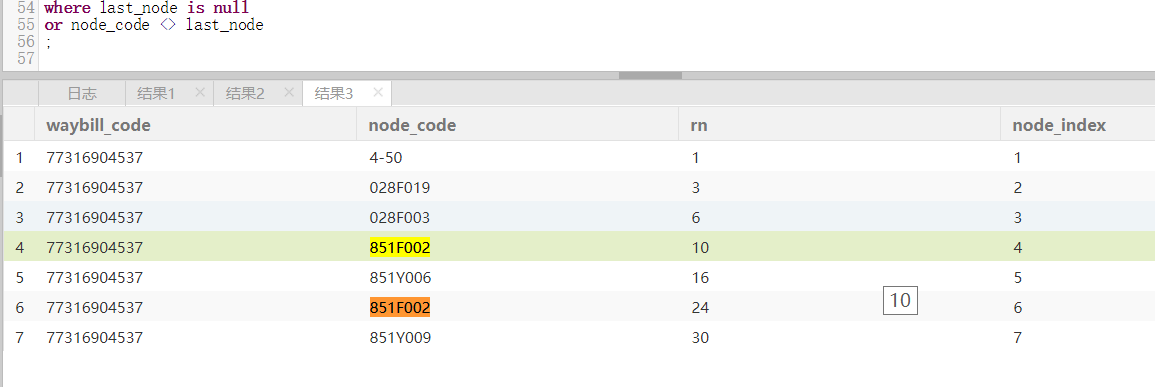 54 where last_node is null
55 or node_code <> last_node
56 ;
57
日志 结果1 × 结果2 × 结果3 ×
waybill_code node_code rn node_index
1 77316904537 4-50 1 1
2 77316904537 028F019 3 2
3 77316904537 028F003 6 3
4 77316904537 851F002 10 4
5 77316904537 851Y006 16 5
10
6 77316904537 851F002 24 6
7 77316904537 851Y009 30 7